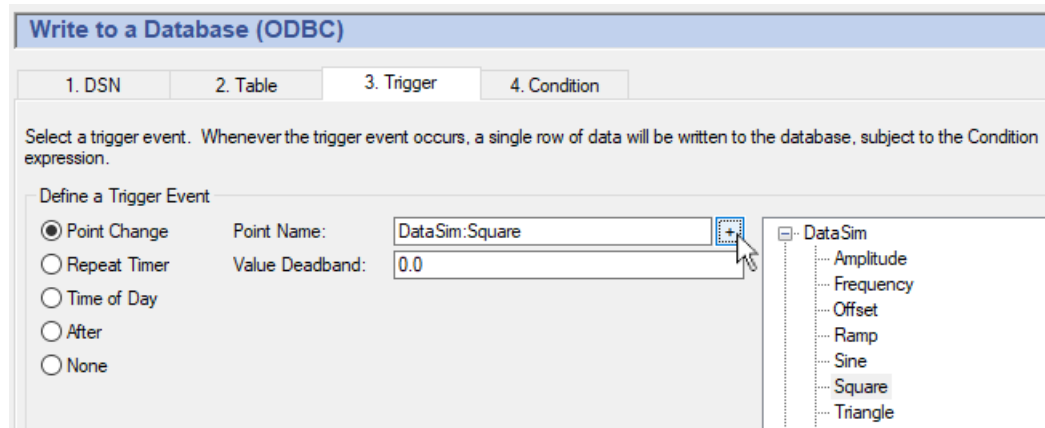 Write to a Database (ODBC)
1. DSN 2. Table 3. Trigger 4. Condition
Select a trigger event. Whenever the trigger event occurs, a single row of data will be written to the database, subject to the Condition
expression.
Define a Trigger Event
Point Change Point Name: DataSim:Square +
Repeat Timer Value Deadband: 0.0
Time of Day
After
None
DataSim
Amplitude
Frequency
Offset
Ramp
Sine
Square
Triangle